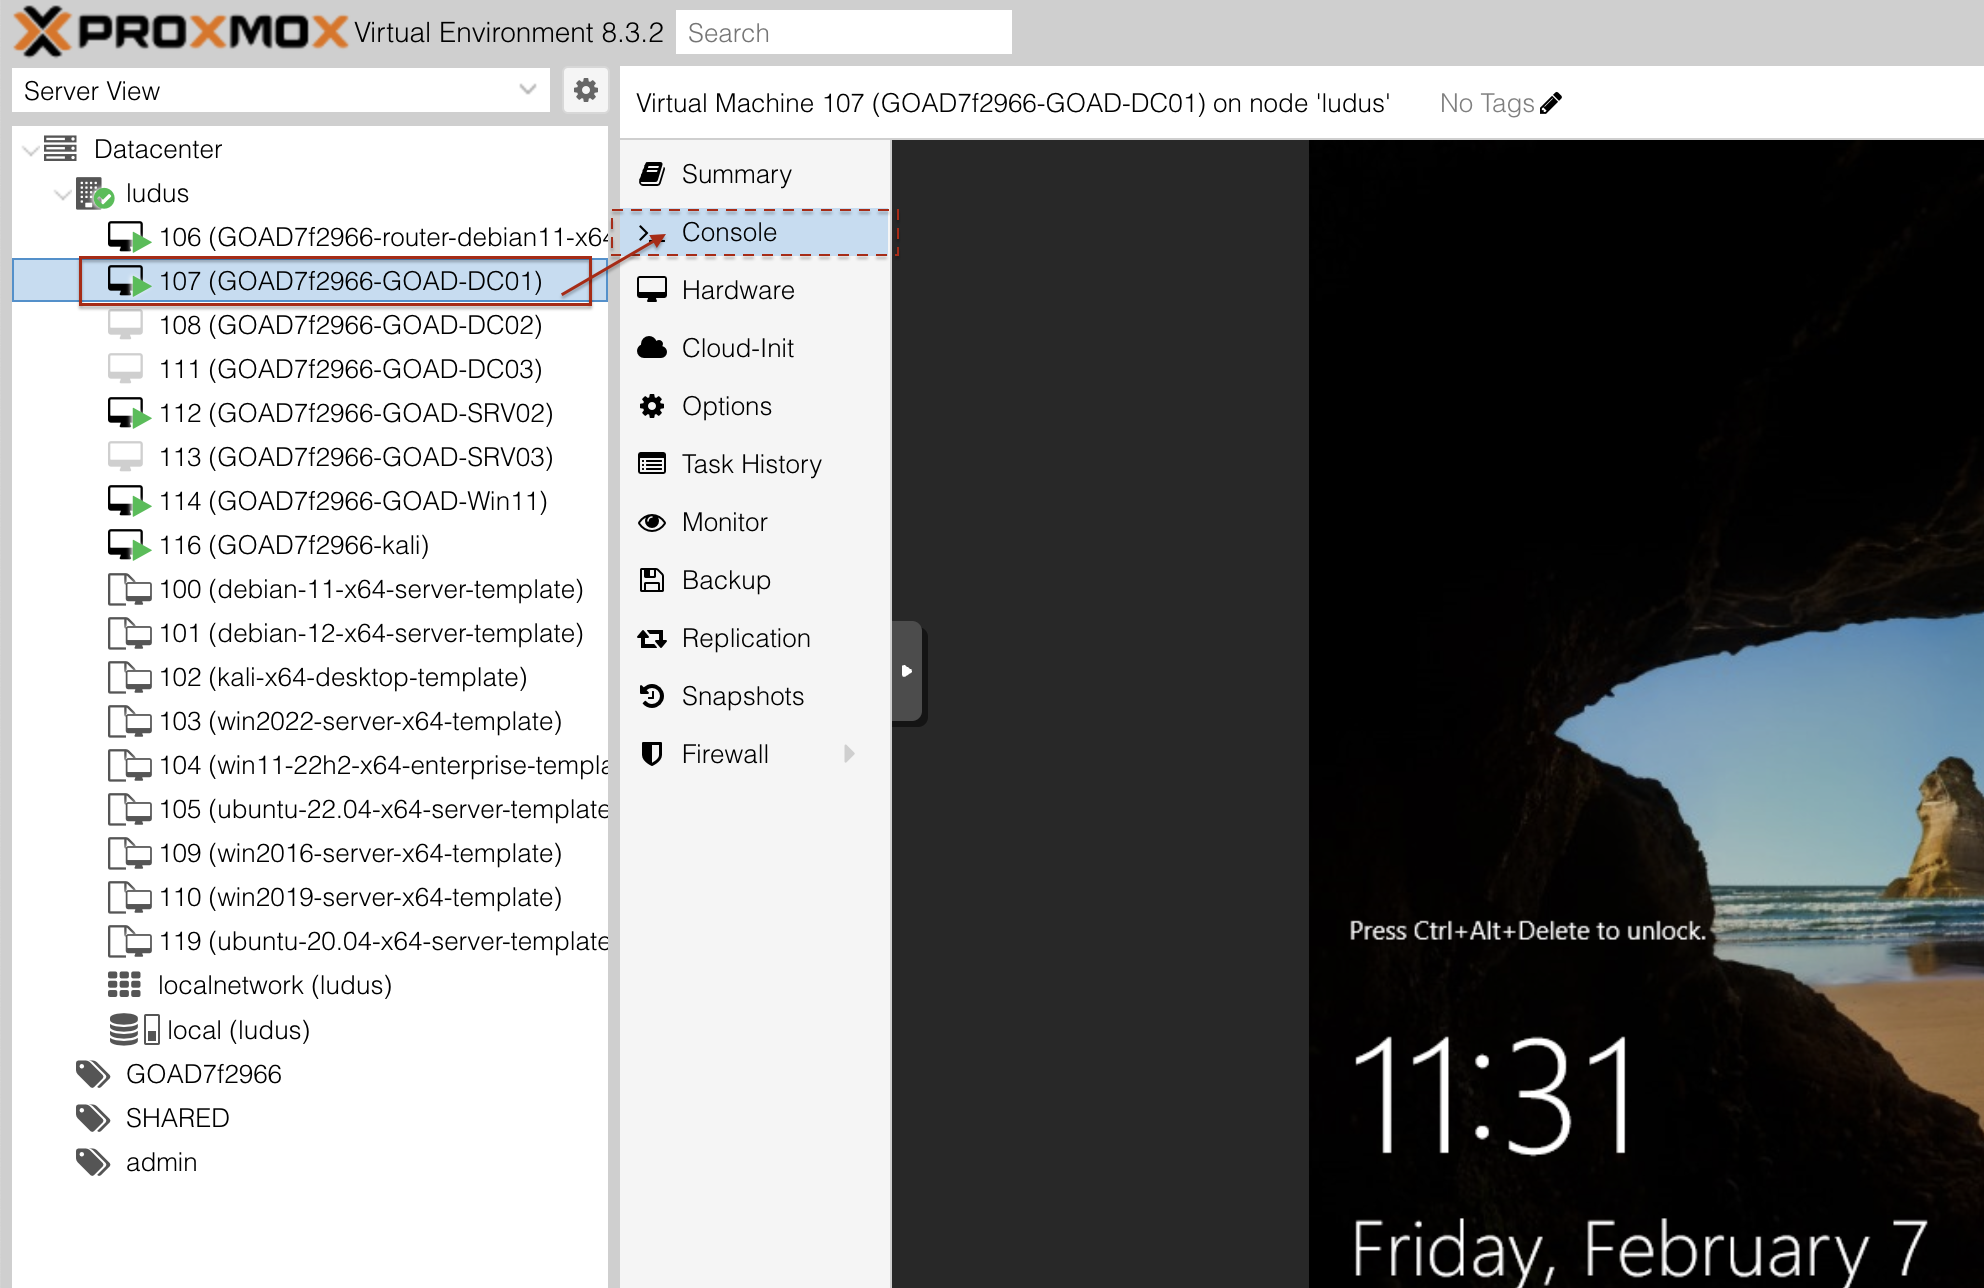 PROXMOX Virtual Environment 8.3.2 Search
Server View
Virtual Machine 107 (GOAD7f2966-GOAD-DC01) on node 'ludus' No Tags
Datacenter
ludus
106 (GOAD7f2966-router-debian11-x64
107 (GOAD7f2966-GOAD-DC01)
108 (GOAD7f2966-GOAD-DC02)
111 (GOAD7f2966-GOAD-DC03)
112 (GOAD7f2966-GOAD-SRV02)
113 (GOAD7f2966-GOAD-SRV03)
114 (GOAD7f2966-GOAD-Win11)
116 (GOAD7f2966-kali)
100 (debian-11-x64-server-template)
101 (debian-12-x64-server-template)
102 (kali-x64-desktop-template)
103 (win2022-server-x64-template)
104 (win11-22h2-x64-enterprise-templa
105 (ubuntu-22.04-x64-server-template
109 (win2016-server-x64-template)
110 (win2019-server-x64-template)
119 (ubuntu-20.04-x64-server-template
localnetwork (ludus)
local (ludus)
GOAD7f2966
SHARED
admin
Summary
Console
Hardware
Cloud-Init
Options
Task History
Monitor
Backup
Replication
Snapshots
Firewall
Press Ctrl+Alt+Delete to unlock.
11:31
Friday, February 7